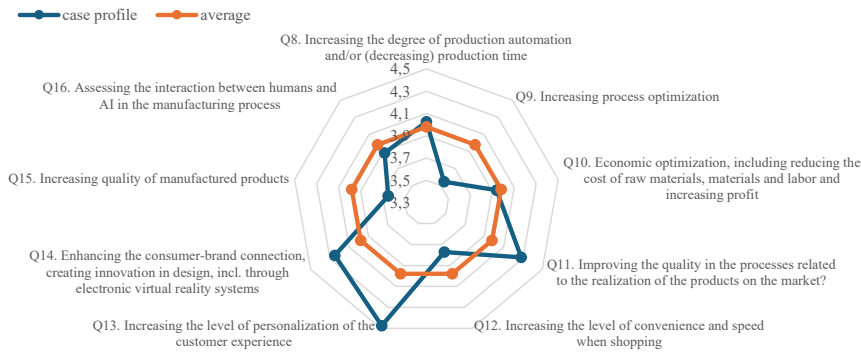 case profile
average
Q8. Increasing the degree of production automation
and/or (decreasing) production time
4,5
4,3
4,1
3,9
3,7
3,5
3,3
Q9. Increasing process optimization
Q10. Economic optimization, including reducing the
cost of raw materials, materials and labor and
increasing profit
Q11. Improving the quality in the processes related
to the realization of the products on the market?
Q12. Increasing the level of convenience and speed
when shopping
Q13. Increasing the level of personalization of the
customer experience
Q14. Enhancing the consumer-brand connection,
creating innovation in design, incl. through
electronic virtual reality systems
Q15. Increasing quality of manufactured products
Q16. Assessing the interaction between humans and
AI in the manufacturing process